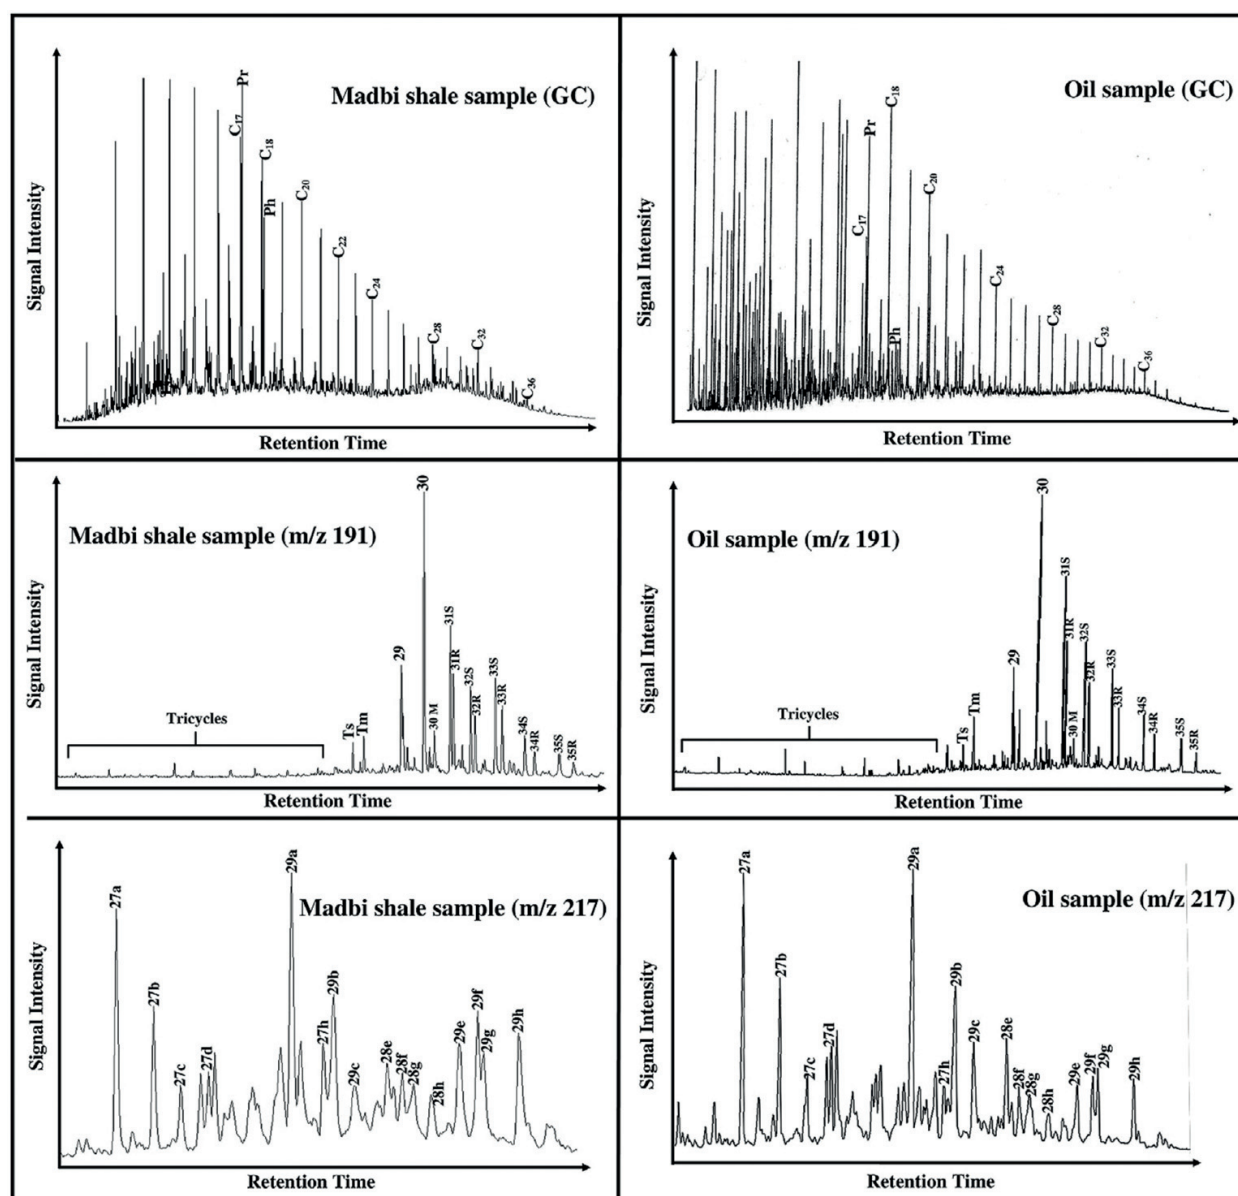 Madbi shale sample (GC)
Pr
C17
C18
Ph
C20
C22
C24
C28
C32
C36
Signal Intensity
Retention Time
Oil sample (GC)
C18
Pr
C20
C17
C24
Ph
C28
C32
C36
Signal Intensity
Retention Time
Madbi shale sample (m/z 191)
30
31S
29
31R
32S
32R
33S
33R
30 M
Ts
Tm
34S
34R
35S
35R
Tricycles
Signal Intensity
Retention Time
Oil sample (m/z 191)
30
31S
31R
32S
29
32R
33S
33R
Tm
Ts
30 M
34S
34R
35S
35R
Tricycles
Signal Intensity
Retention Time
Madbi shale sample (m/z 217)
27a
27b
27c
27d
29a
27h
29b
29c
28e
28f
28g
28h
29e
29f
29g
29h
Signal Intensity
Retention Time
Oil sample (m/z 217)
27a
27b
27c
27d
29a
27h
29b
29c
28e
28f
28g
28h
29e
29f
29g
29h
Signal Intensity
Retention Time